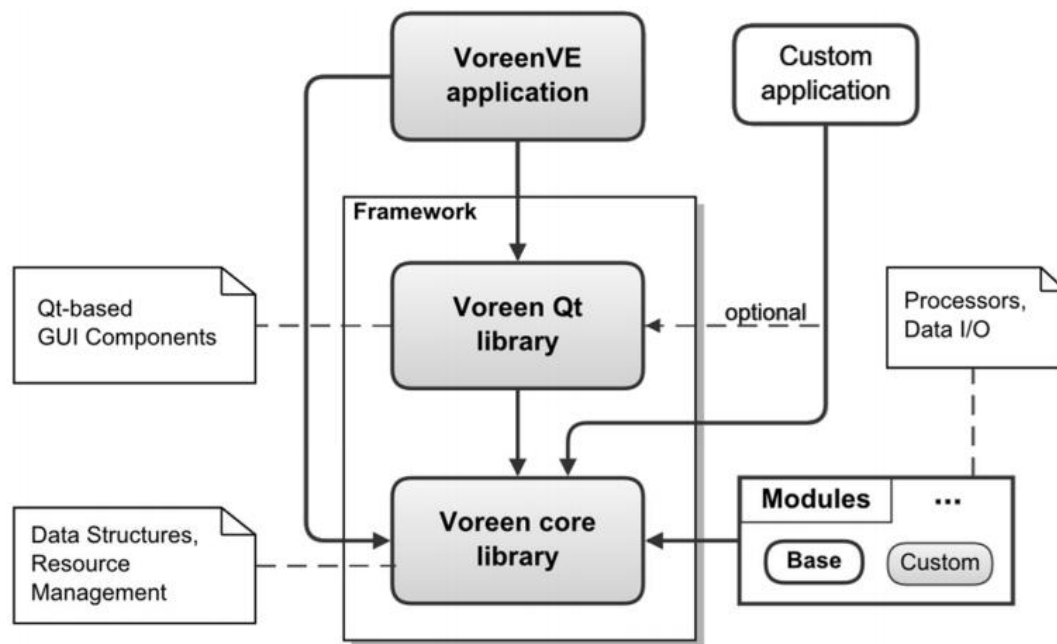 VoreenVE
application
Custom
application
Framework
Qt-based
GUI Components
Voreen Qt
library
optional
Processors,
Data I/O
Data Structures,
Resource
Management
Voreen core
library
Modules
...
Base
Custom